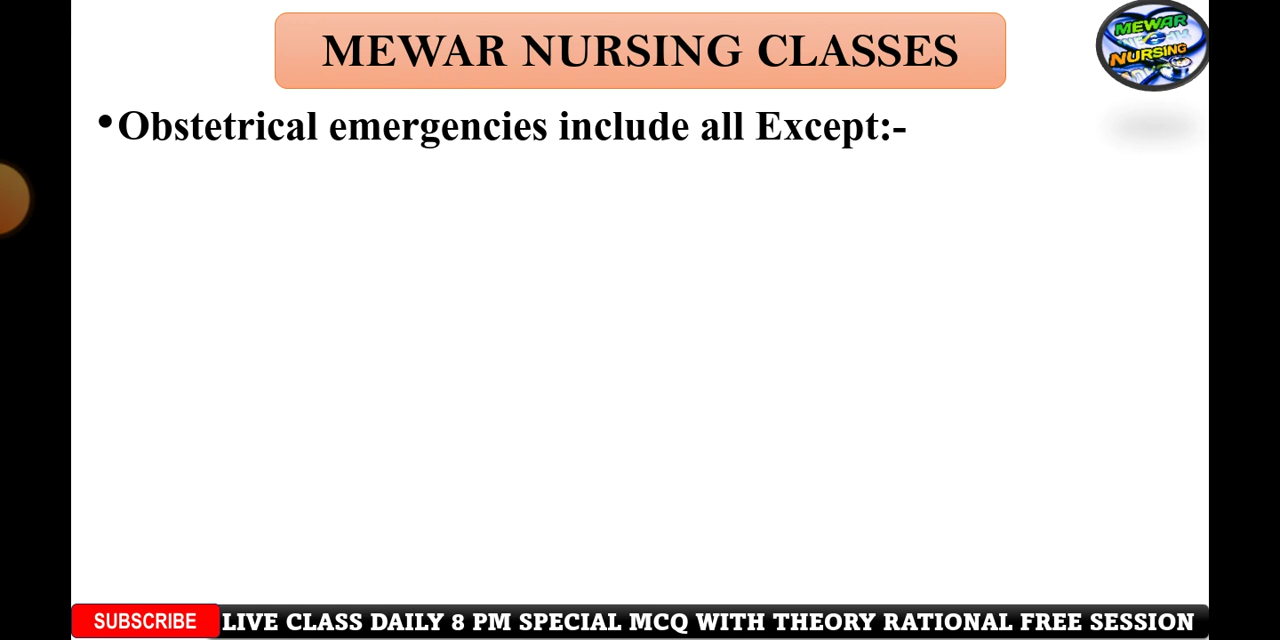 MEWAR NURSING CLASSES
MEWAR
NURSING
•Obstetrical emergencies include all Except:-
SUBSCRIBE LIVE CLASS DAILY 8 PM SPECIAL MCQ WITH THEORY RATIONAL FREE SESSION